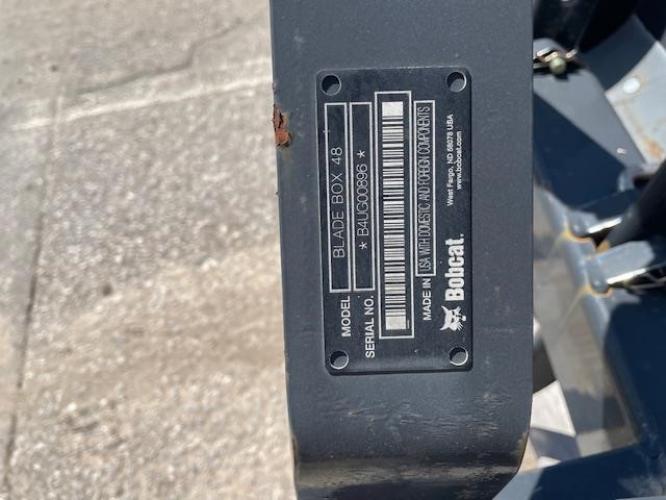 MODEL BLADE BOX 48
SERIAL NO. * B4UG00896 *
MADE IN USA WITH DOMESTIC AND FOREIGN COMPONENTS
Bobcat.
West Fargo, ND 58078 USA
www.bobcat.com